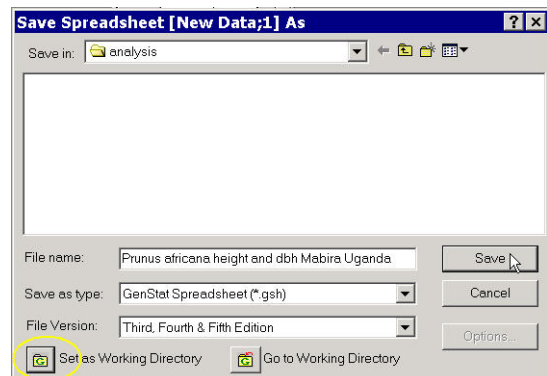 Save Spreadsheet [New Data;1] As
Save in: analysis
File name: Prunus africana height and dbh Mabira Uganda Save
Save as type: GenStat Spreadsheet (*.gsh) Cancel
File Version: Third, Fourth & Fifth Edition Options...
Set as Working Directory Go to Working Directory